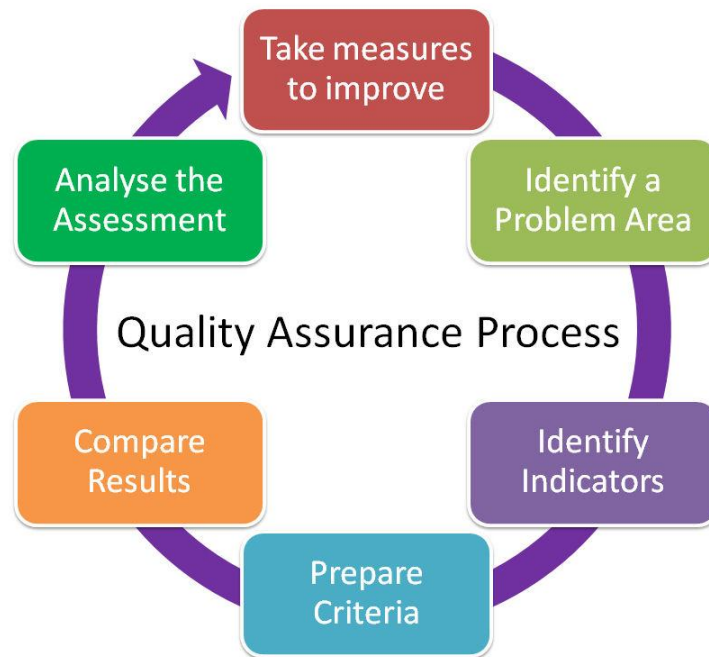 Take measures
to improve
Identify a
Problem Area
Identify
Indicators
Prepare
Criteria
Compare
Results
Analyse the
Assessment
Quality Assurance Process